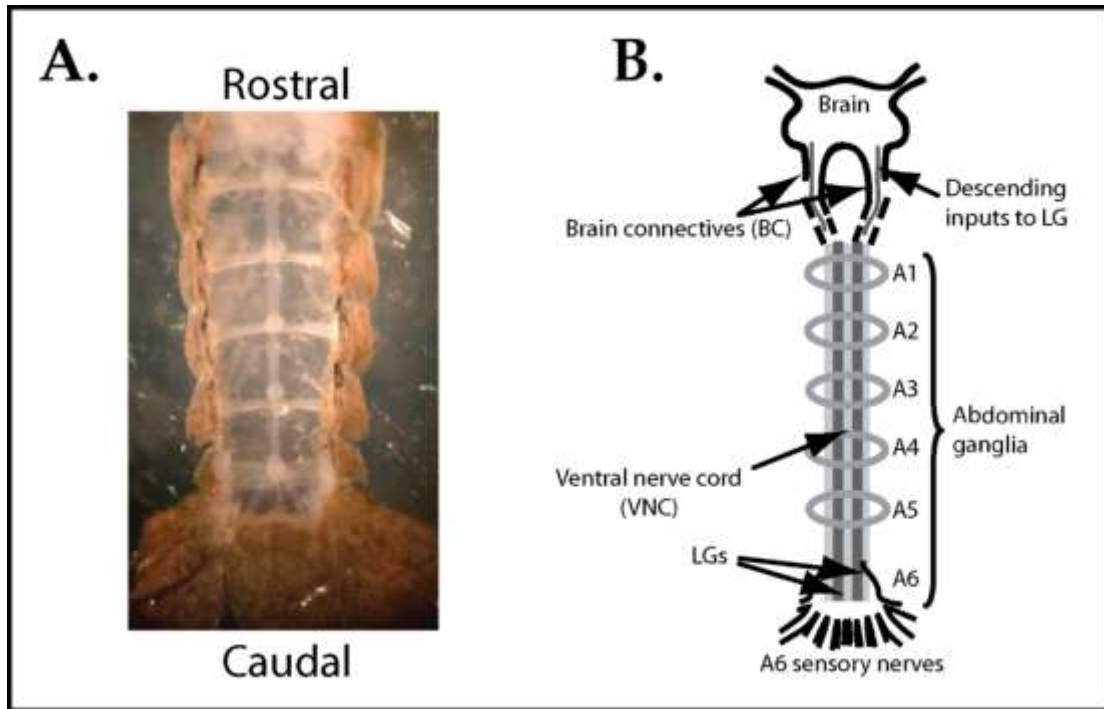 A.
Rostral
Caudal
B.
Brain
Descending
inputs to LG
Brain connectives (BC)
A1
A2
A3
A4
A5
A6
Abdominal
ganglia
Ventral nerve cord
(VNC)
LGs
A6 sensory nerves